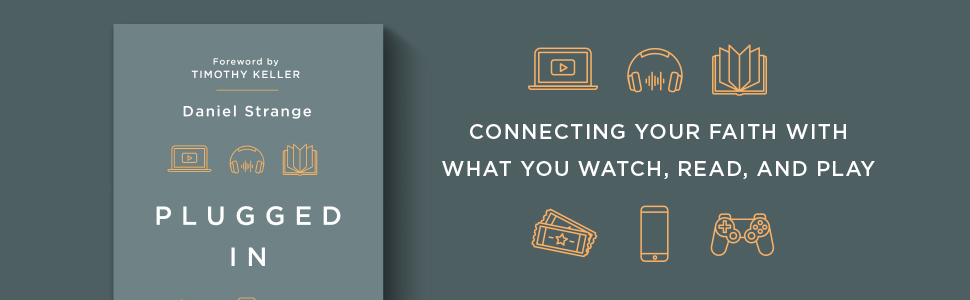 Foreword by
TIMOTHY KELLER
Daniel Strange
PLUGGED
IN
CONNECTING YOUR FAITH WITH
WHAT YOU WATCH, READ, AND PLAY